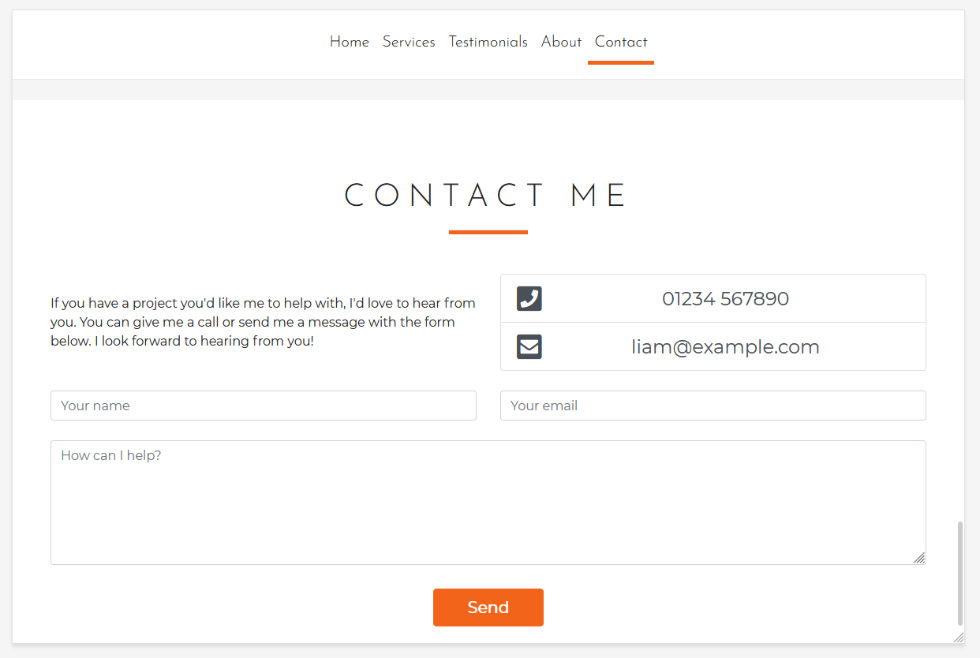 Home Services Testimonials About Contact
CONTACT ME
If you have a project you'd like me to help with, I'd love to hear from
you. You can give me a call or send me a message with the form
below. I look forward to hearing from you!
01234 567890
liam@example.com
Your name
Your email
How can I help?
Send